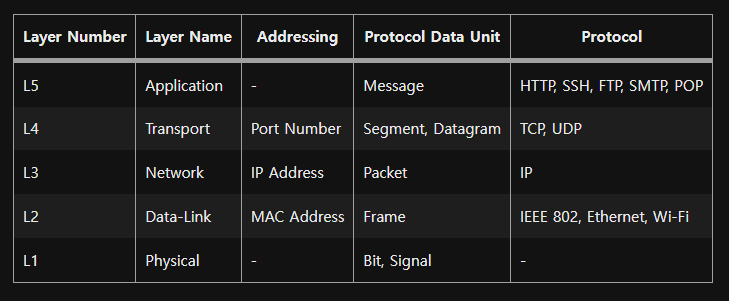 Layer Number Layer Name Addressing Protocol Data Unit Protocol
L5 Application - Message HTTP, SSH, FTP, SMTP, POP
L4 Transport Port Number Segment, Datagram TCP, UDP
L3 Network IP Address Packet IP
L2 Data-Link MAC Address Frame IEEE 802, Ethernet, Wi-Fi
L1 Physical - Bit, Signal -